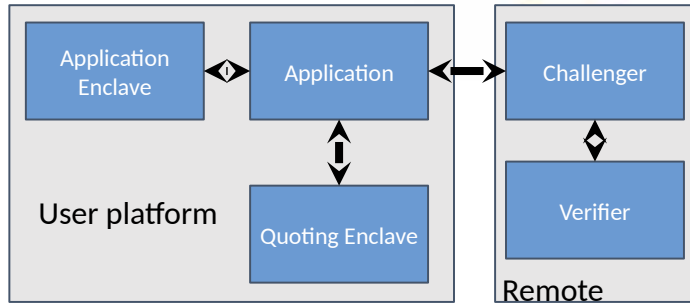 Application
Enclave
Application
Challenger
User platform
Quoting Enclave
Verifier
Remote